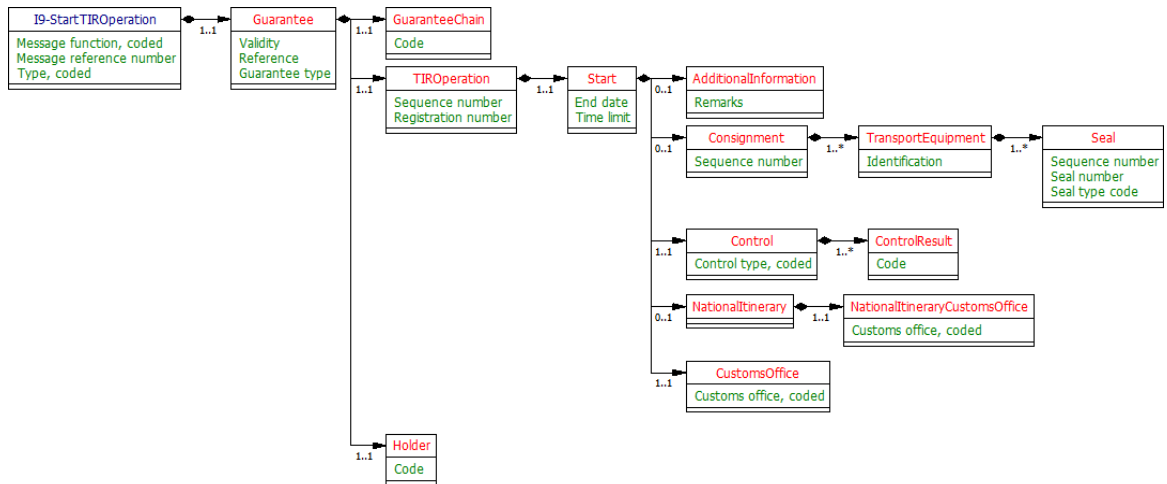 I9-StartTIROperation
Message function, coded
Message reference number
Type, coded
1..1
Guarantee
Validity
Reference
Guarantee type
GuaranteeChain
Code
1..1
TIROperation
Sequence number
Registration number
1..1
1..1
Start
End date
Time limit
AdditionalInformation
Remarks
0..1
Consignment
Sequence number
0..1
TransportEquipment
Identification
1..*
Seal
Sequence number
Seal number
Seal type code
1..*
Control
Control type, coded
1..1
ControlResult
Code
1..*
NationalItinerary
0..1
NationalItineraryCustomsOffice
Customs office, coded
1..1
CustomsOffice
Customs office, coded
1..1
Holder
Code
1..1